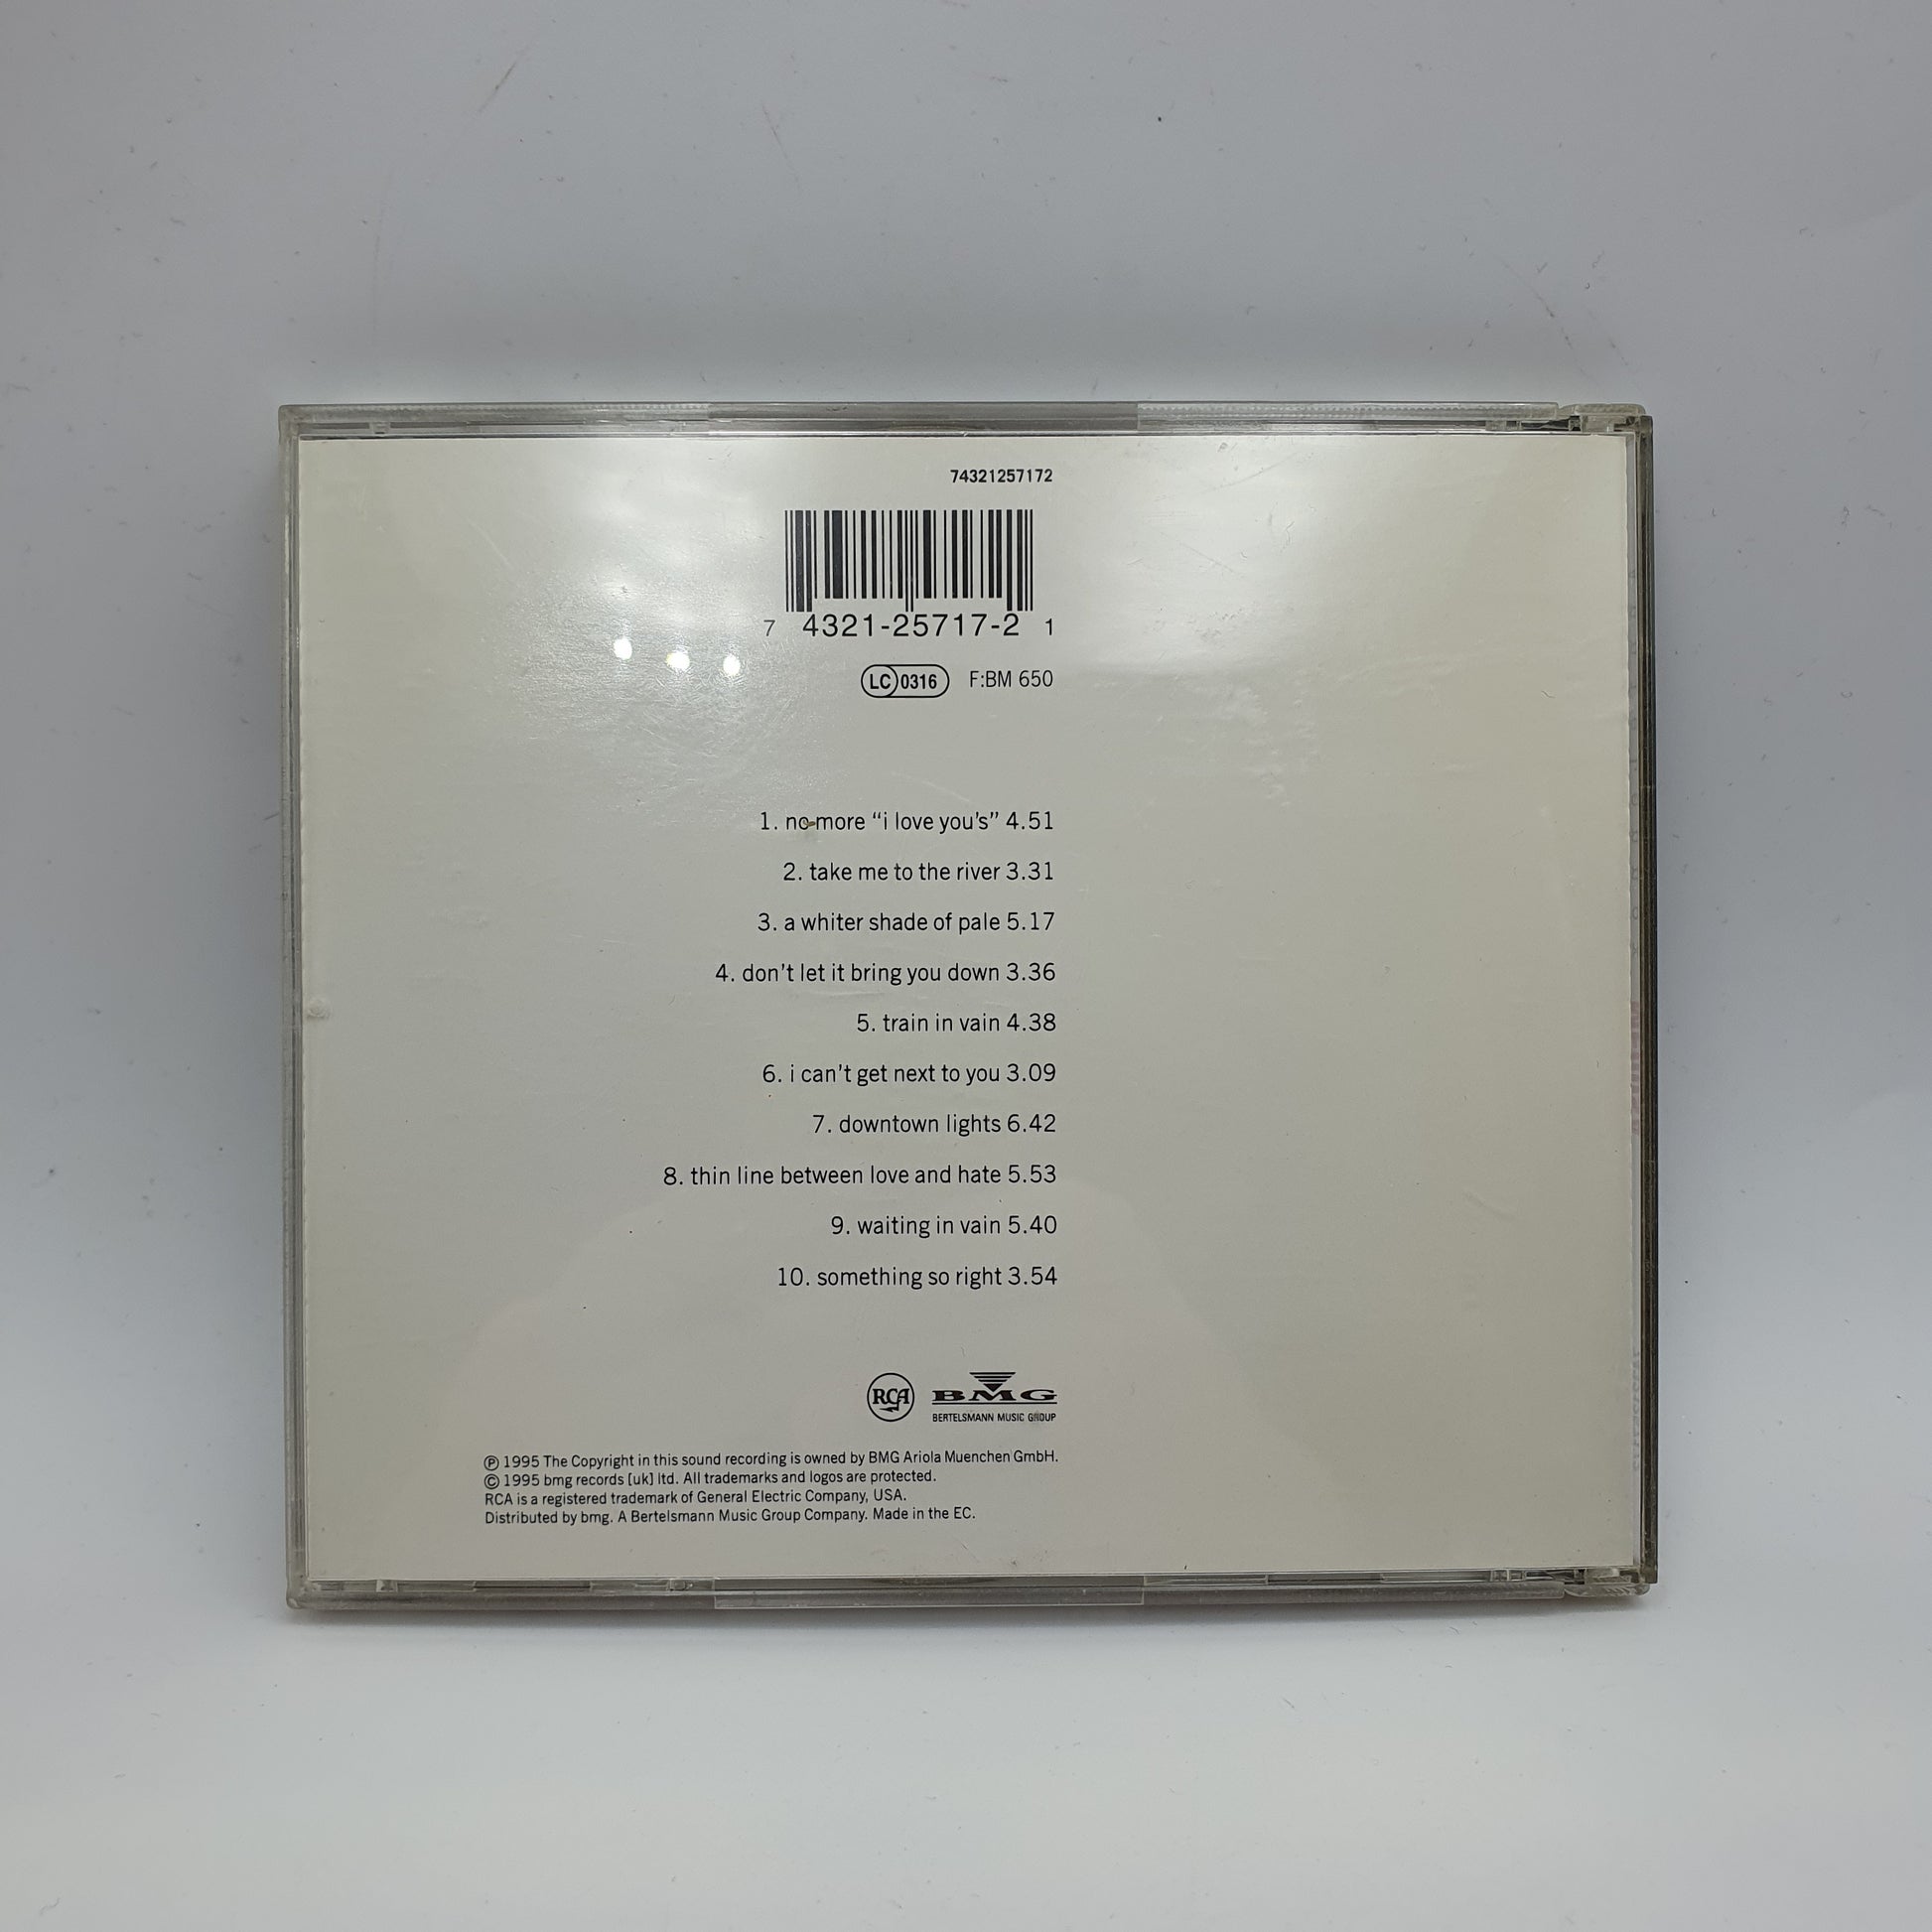 74321257172
7 4321-25717-2 1
LC 0316 F:BM 650
1. no more “i love you's” 4.51
2. take me to the river 3.31
3. a whiter shade of pale 5.17
4. don't let it bring you down 3.36
5. train in vain 4.38
6. i can't get next to you 3.09
7. downtown lights 6.42
8. thin line between love and hate 5.53
9. waiting in vain 5.40
10. something so right 3.54
RCA BMG
BERTELSMANN MUSIC GROUP
℗ 1995 The Copyright in this sound recording is owned by BMG Ariola Muenchen GmbH.
© 1995 bmg records [uk] ltd. All trademarks and logos are protected.
RCA is a registered trademark of General Electric Company, USA.
Distributed by bmg. A Bertelsmann Music Group Company. Made in the EC.